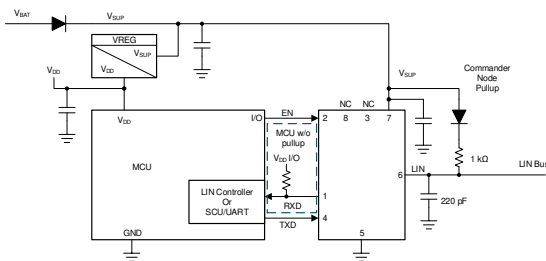 VBAT
VSUP
VREG
VSUP
VDD
VDD
VDD
MCU
I/O
EN
MCU w/o
pullup
VDD I/O
LIN Controller
Or
SCI/UART
RXD
TXD
GND
NC
NC
2
8
3
7
1
4
5
6
VSUP
Commander
Node
Pullup
1 kΩ
LIN
LIN Bus
220 pF